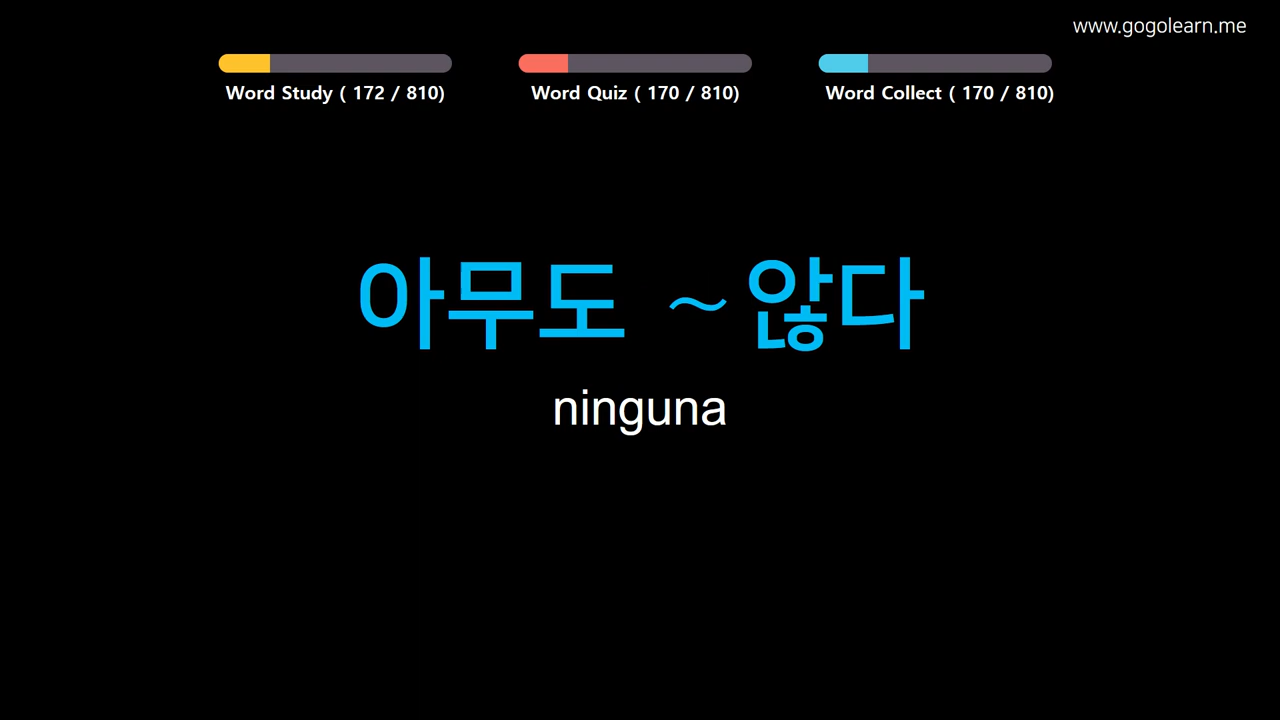 www.gogolearn.me
Word Study ( 172 / 810)
Word Quiz ( 170 / 810)
Word Collect ( 170 / 810)
아무도 ~않다
ninguna